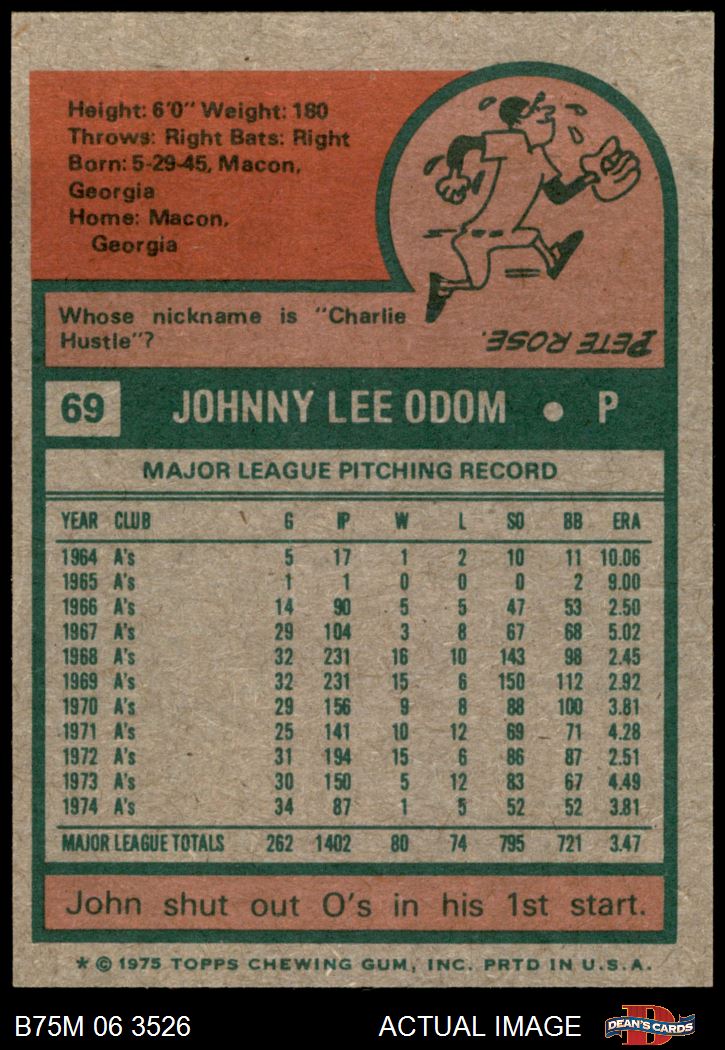 Height: 6'0" Weight: 180
Throws: Right Bats: Right
Born: 5-29-45, Macon,
Georgia
Home: Macon,
Georgia
Whose nickname is "Charlie
Hustle"?
PETE ROSE.
69 JOHNNY LEE ODOM • P
MAJOR LEAGUE PITCHING RECORD
YEAR CLUB G IP W L SO BB ERA
1964 A's 5 17 1 2 10 11 10.06
1965 A's 1 1 0 0 0 2 9.00
1966 A's 14 90 5 5 47 53 2.50
1967 A's 29 104 3 8 67 68 5.02
1968 A's 32 231 16 10 143 98 2.45
1969 A's 32 231 15 6 150 112 2.92
1970 A's 29 156 9 8 88 100 3.81
1971 A's 25 141 10 12 69 71 4.28
1972 A's 31 194 15 6 86 87 2.51
1973 A's 30 150 5 12 83 67 4.49
1974 A's 34 87 1 5 52 52 3.81
MAJOR LEAGUE TOTALS 262 1402 80 74 795 721 3.47
John shut out O's in his 1st start.
* © 1975 TOPPS CHEWING GUM, INC. PRTD IN U.S.A.
B75M 06 3526 ACTUAL IMAGE D DEAN'S CARDS